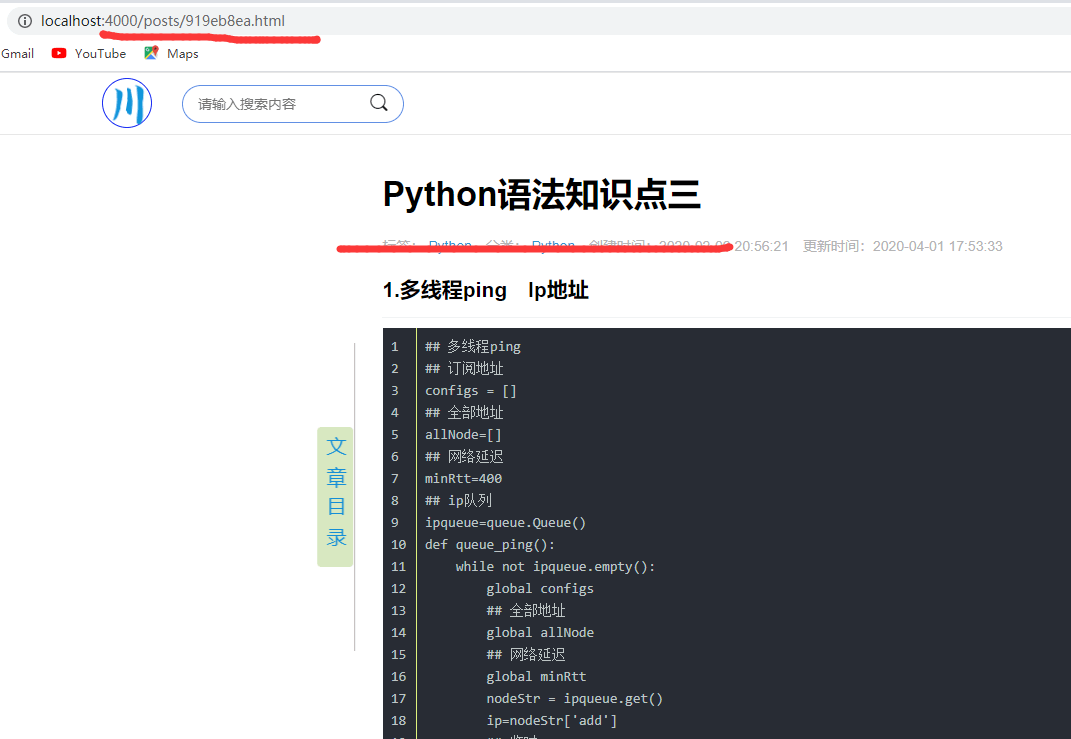 localhost:4000/posts/919eb8ea.html
Gmail YouTube Maps
川 请输入搜索内容
Python语法知识点三
标签： Python 分类： Python 创建时间：2020-02-09 20:56:21 更新时间：2020-04-01 17:53:33
1.多线程ping Ip地址
1 ## 多线程ping
2 ## 订阅地址
3 configs = []
4 ## 全部地址
5 allNode=[]
6 ## 网络延迟
7 minRtt=400
8 ## ip队列
9 ipqueue=queue.Queue()
10 def queue_ping():
11 while not ipqueue.empty():
12 global configs
13 ## 全部地址
14 global allNode
15 ## 网络延迟
16 global minRtt
17 nodeStr = ipqueue.get()
18 ip=nodeStr['add']
文
章
目
录